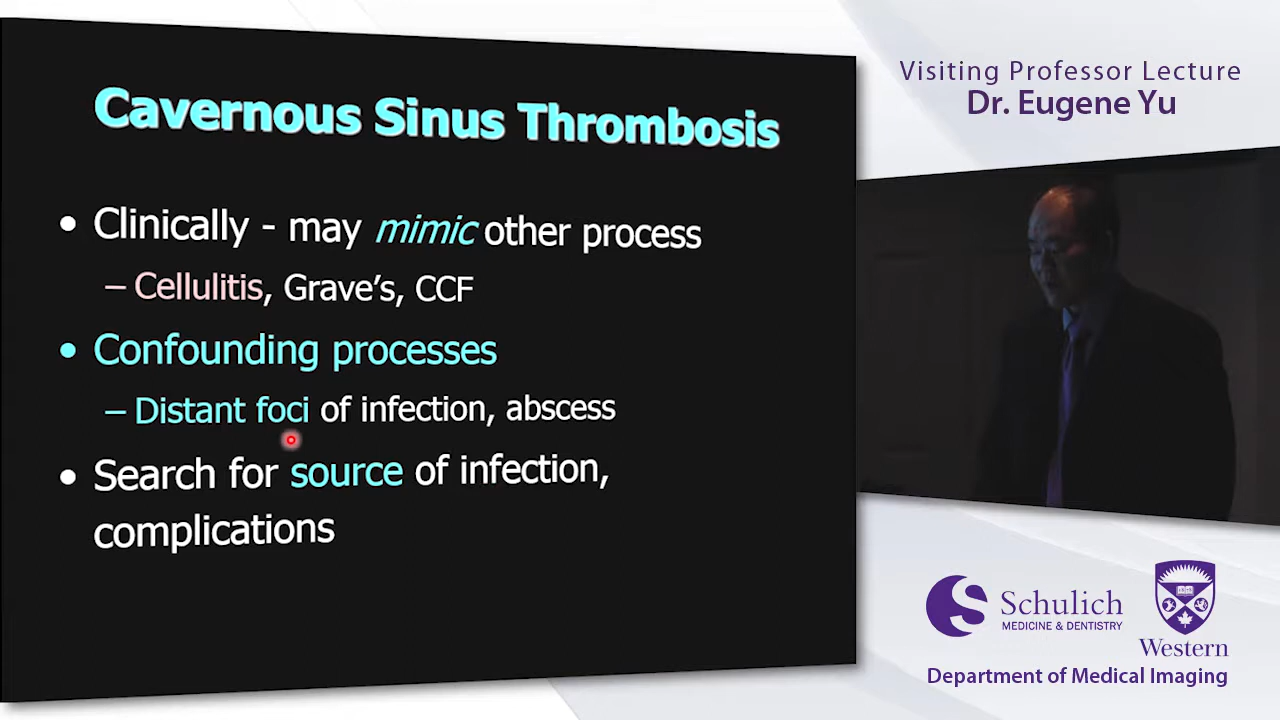 Cavernous Sinus Thrombosis
• Clinically - may mimic other process
– Cellulitis, Grave’s, CCF
• Confounding processes
– Distant foci of infection, abscess
• Search for source of infection,
complications
Visiting Professor Lecture
Dr. Eugene Yu
Schulich
MEDICINE & DENTISTRY
Western
Department of Medical Imaging